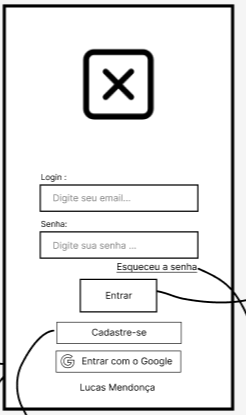 Login :
Digite seu email...
Senha:
Digite sua senha ...
Esqueceu a senha
Entrar
Cadastre-se
G Entrar com o Google
Lucas Mendonça